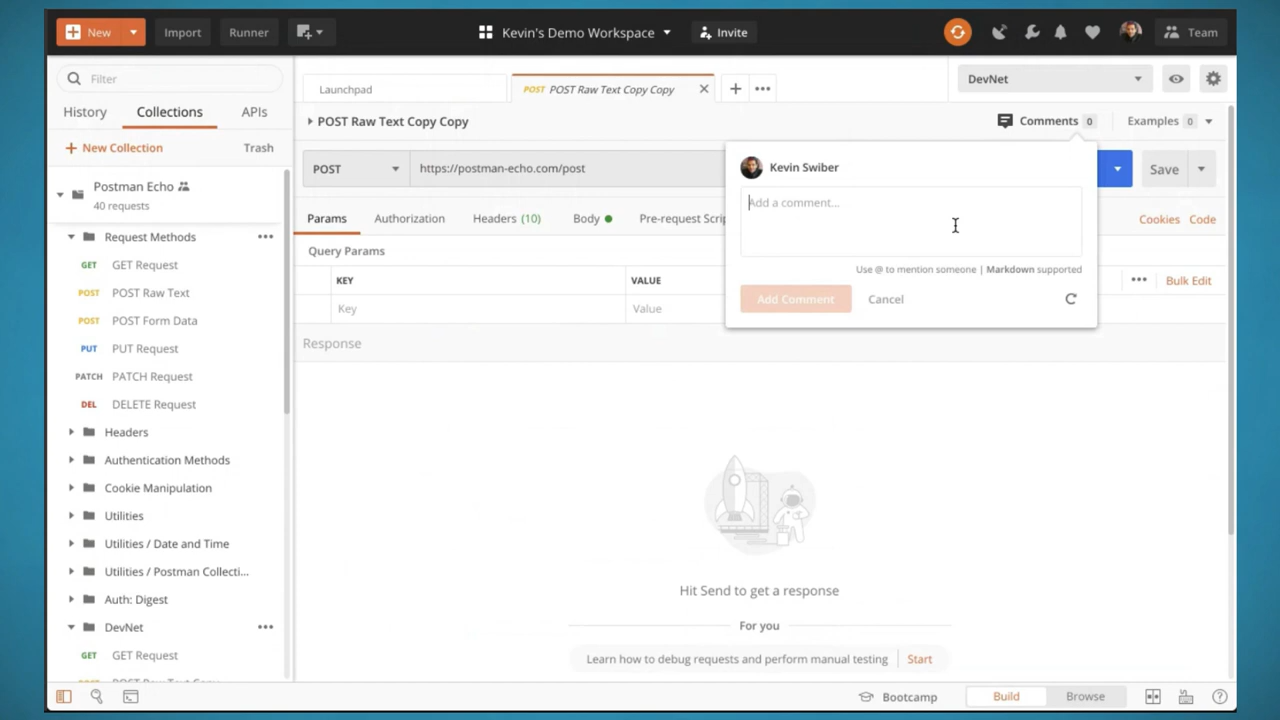 New
Import
Runner
Kevin's Demo Workspace
Invite
Team
Filter
History
Collections
APIs
+ New Collection
Trash
Postman Echo
40 requests
Request Methods
GET GET Request
POST POST Raw Text
POST POST Form Data
PUT PUT Request
PATCH PATCH Request
DEL DELETE Request
Headers
Authentication Methods
Cookie Manipulation
Utilities
Utilities / Date and Time
Utilities / Postman Collecti...
Auth: Digest
DevNet
GET GET Request
POST POST Raw Text Copy
Launchpad
POST POST Raw Text Copy Copy
DevNet
POST Raw Text Copy Copy
Comments 0
Examples 0
POST
https://postman-echo.com/post
Save
Kevin Swiber
Add a comment...
Use @ to mention someone | Markdown supported
Add Comment
Cancel
Params
Authorization
Headers (10)
Body
Pre-request Scrip
Cookies
Code
Query Params
KEY
VALUE
Bulk Edit
Key
Value
Response
Hit Send to get a response
For you
Learn how to debug requests and perform manual testing
Start
Bootcamp
Build
Browse